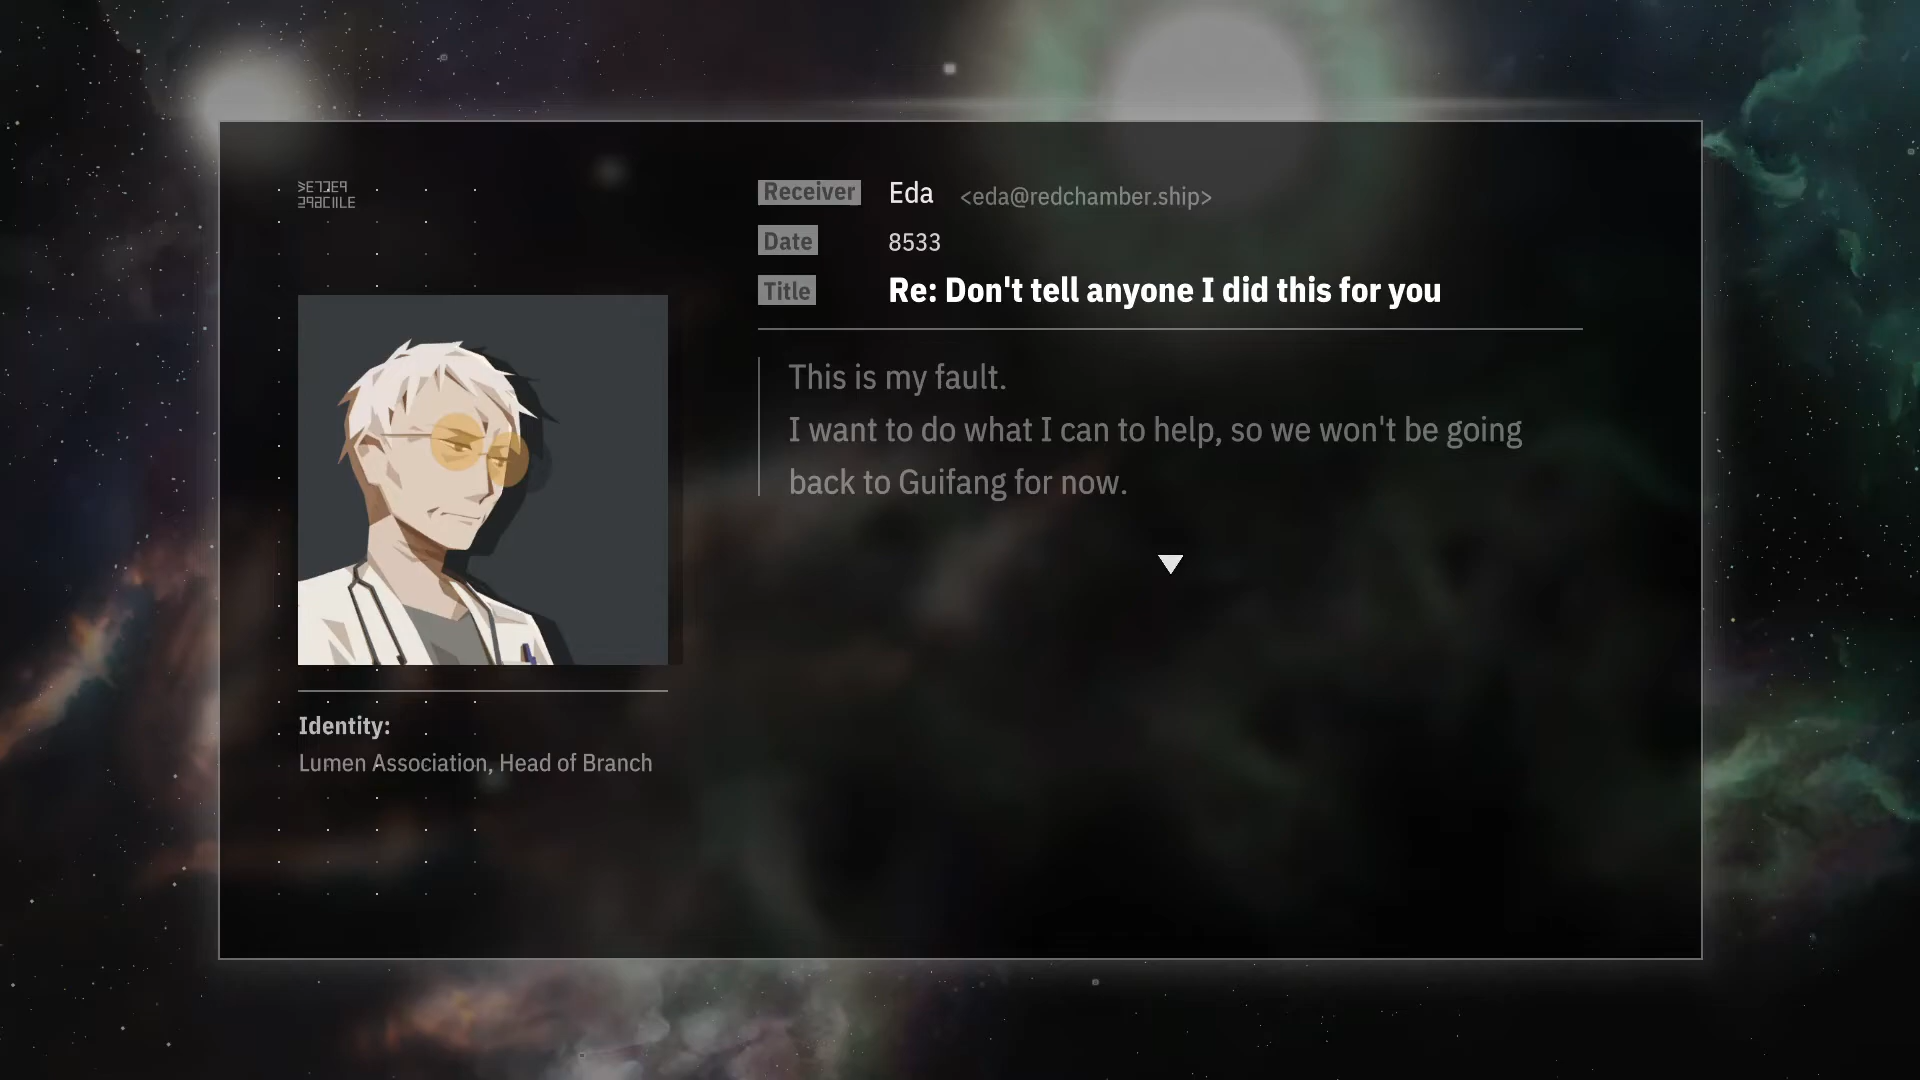 Receiver Eda <eda@redchamber.ship>
Date 8533
Title Re: Don't tell anyone I did this for you
This is my fault.
I want to do what I can to help, so we won't be going
back to Guifang for now.
Identity:
Lumen Association, Head of Branch